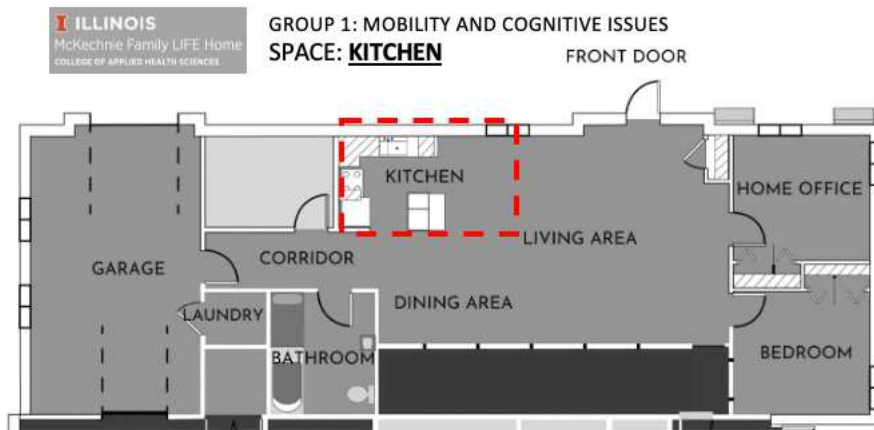 I ILLINOIS
McKechnie Family LIFE Home
COLLEGE OF APPLIED HEALTH SCIENCES
GROUP 1: MOBILITY AND COGNITIVE ISSUES
SPACE: KITCHEN
FRONT DOOR
KITCHEN
HOME OFFICE
LIVING AREA
CORRIDOR
GARAGE
DINING AREA
LAUNDRY
BATHROOM
BEDROOM